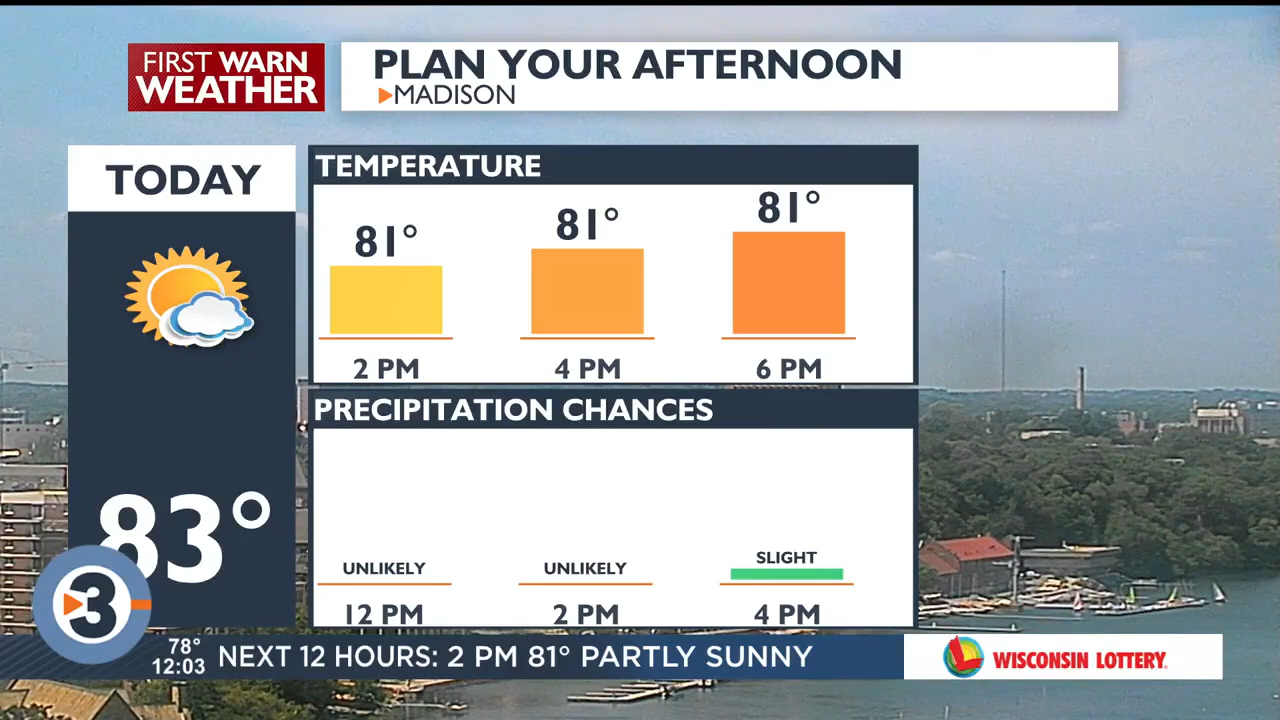 FIRST WARN
WEATHER
PLAN YOUR AFTERNOON
MADISON
TODAY
83°
TEMPERATURE
81° 81° 81°
2 PM 4 PM 6 PM
PRECIPITATION CHANCES
UNLIKELY UNLIKELY SLIGHT
12 PM 2 PM 4 PM
3
78°
12:03
NEXT 12 HOURS: 2 PM 81° PARTLY SUNNY
WISCONSIN LOTTERY